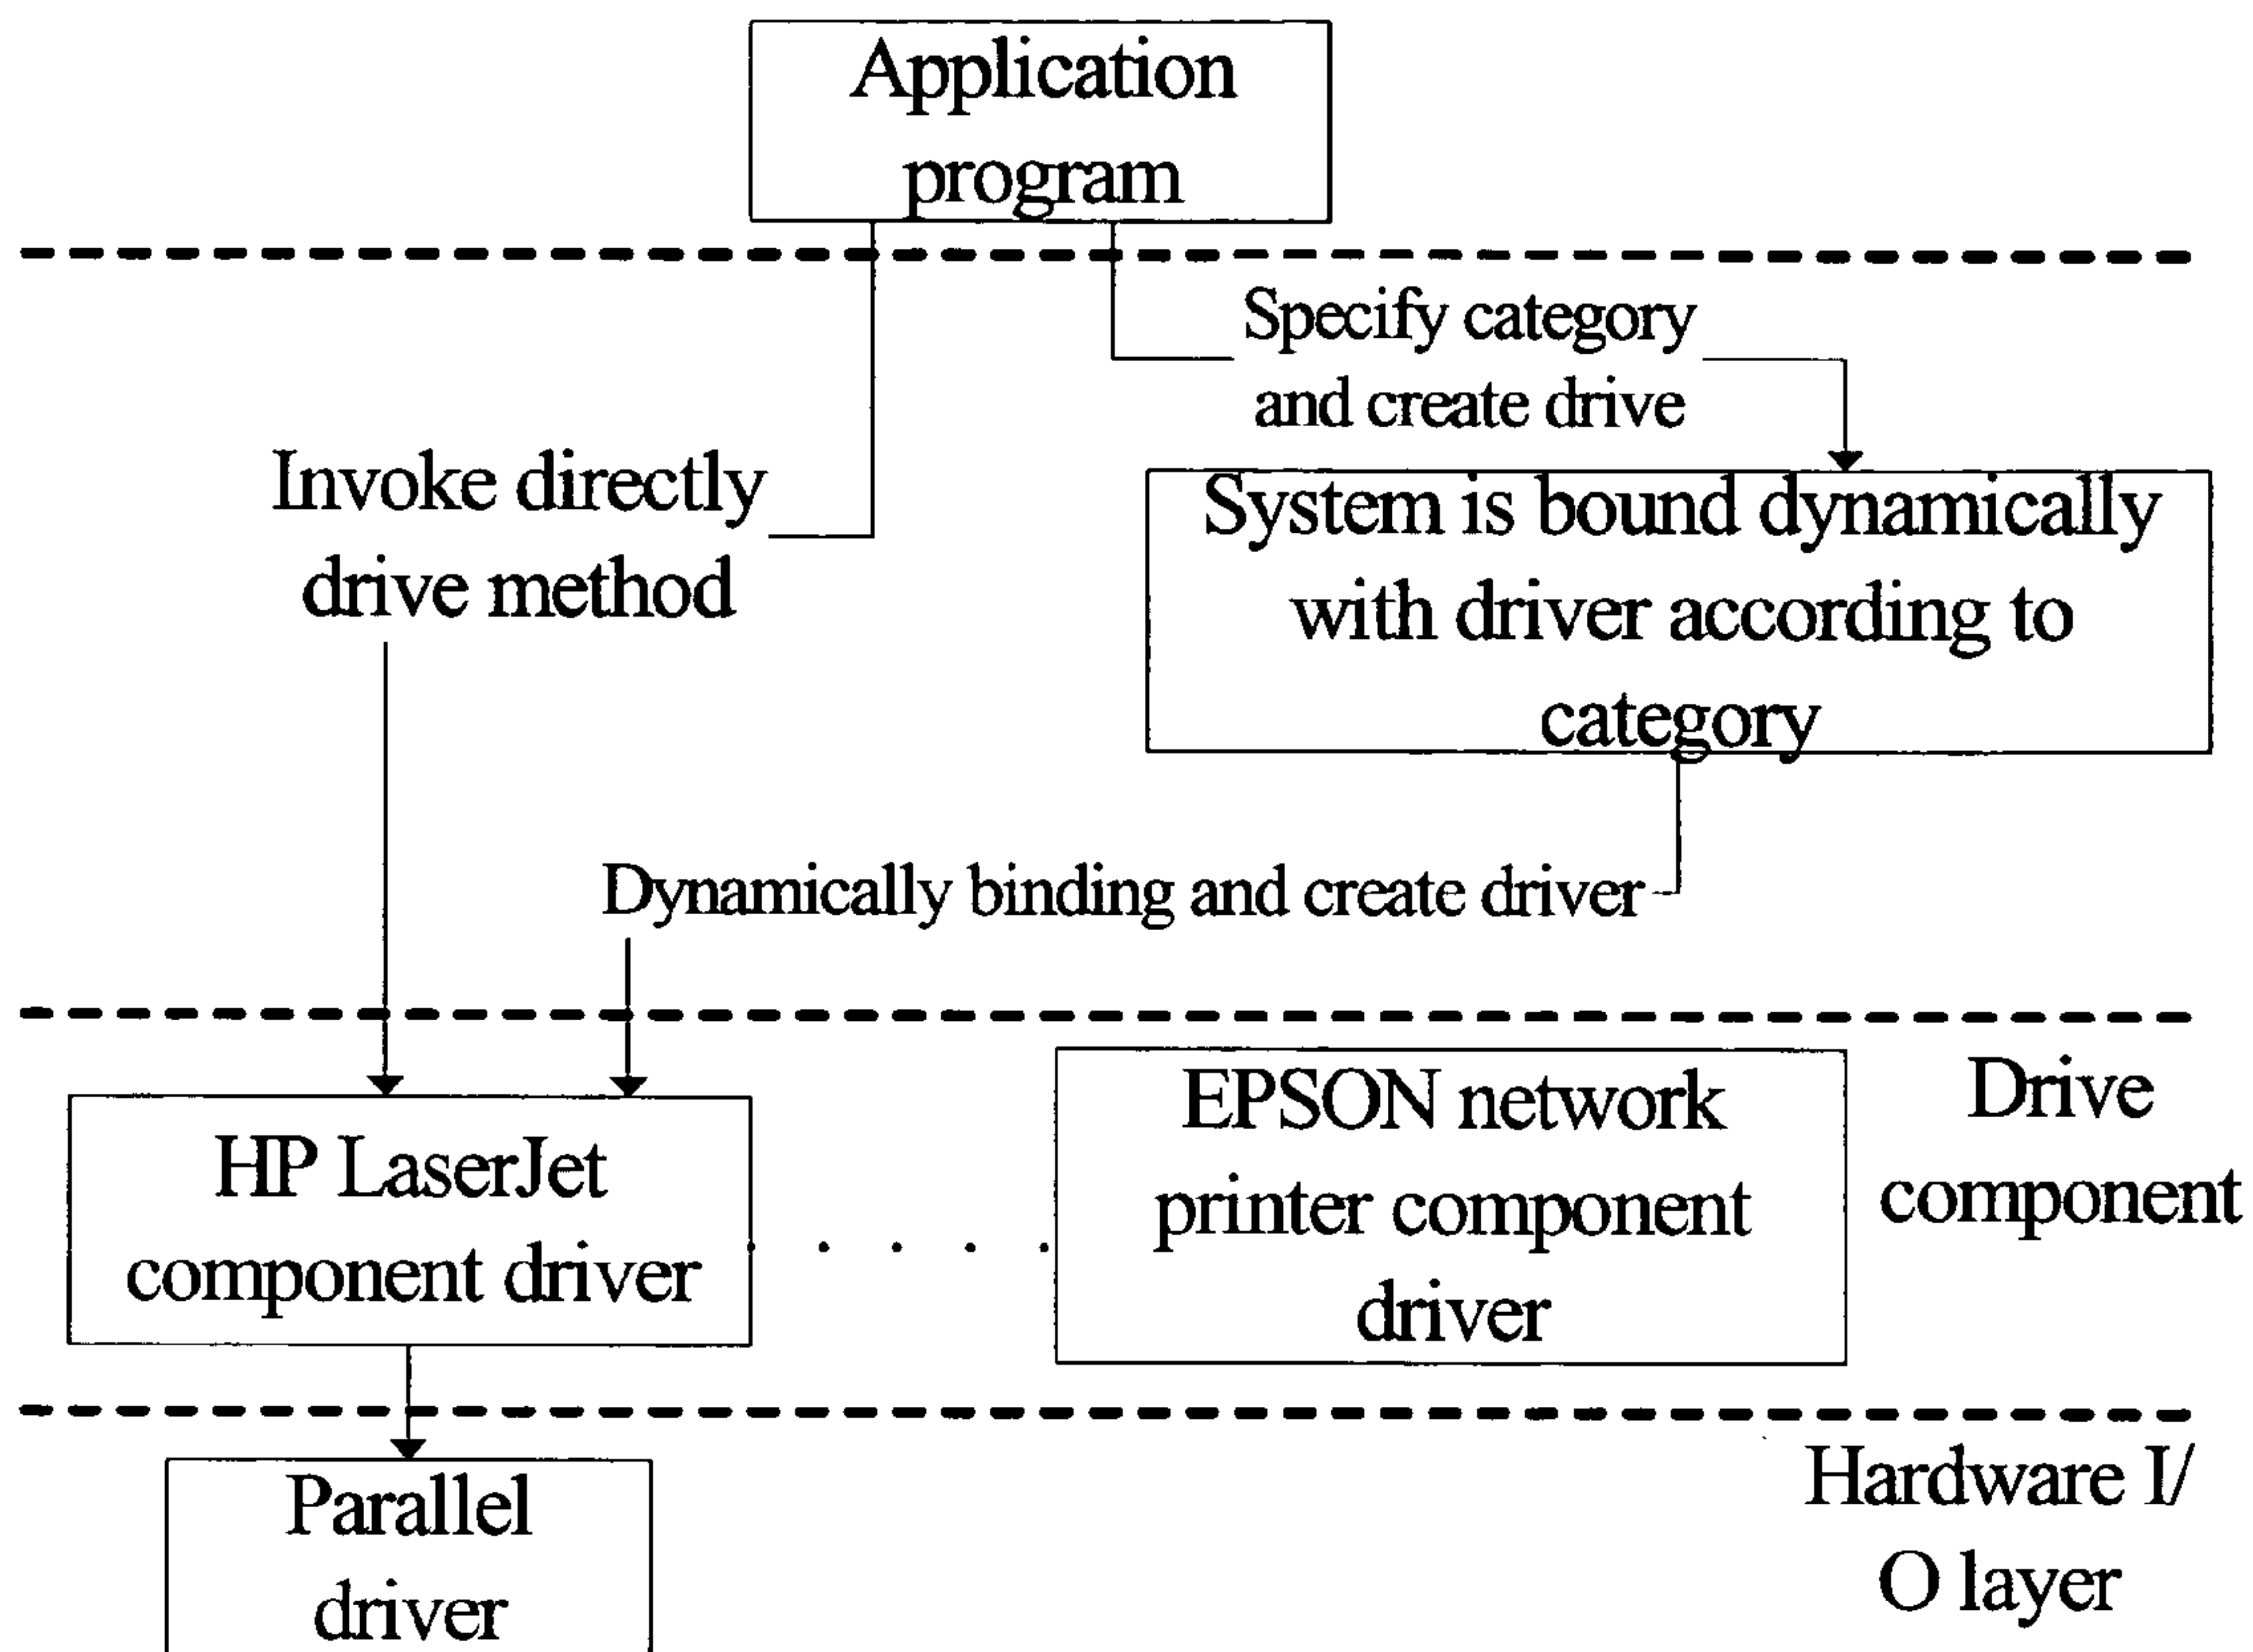 Application
program
Specify category
and create drive
Invoke directly
drive method
System is bound dynamically
with driver according to
category
Dynamically binding and create driver
HP LaserJet
component driver
EPSON network
printer component
driver
Drive
component
Parallel
driver
Hardware I/
O layer